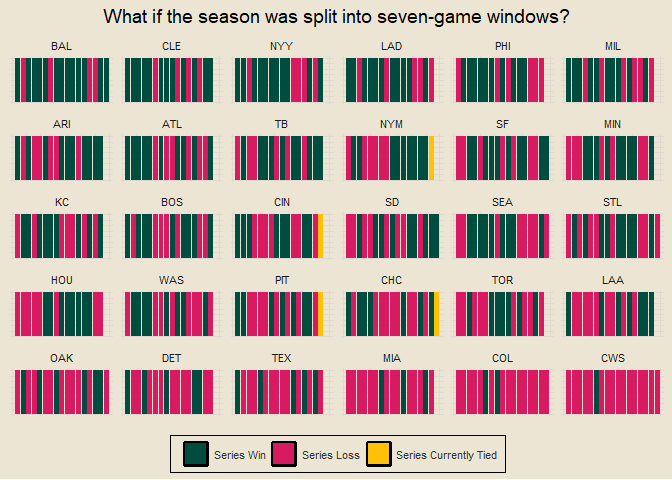 What if the season was split into seven-game windows?
BAL CLE NYY LAD PHI MIL
ARI ATL TB NYM SF MIN
KC BOS CIN SD SEA STL
HOU WAS PIT CHC TOR LAA
OAK DET TEX MIA COL CWS
Series Win Series Loss Series Currently Tied